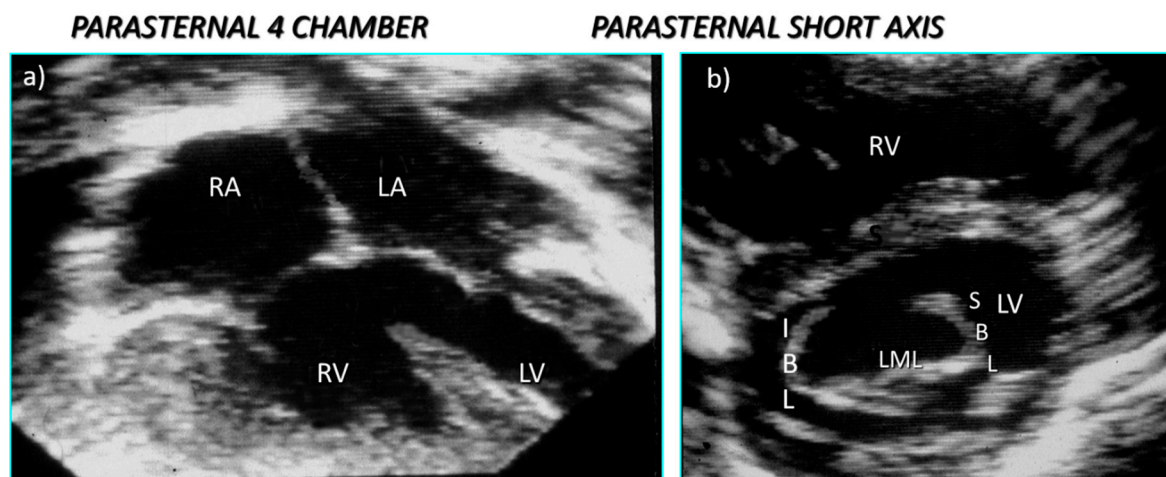 PARASTERNAL 4 CHAMBER
PARASTERNAL SHORT AXIS
a)
RA
LA
RV
LV
b)
RV
S
S
LV
I
B
B
LML
L
L